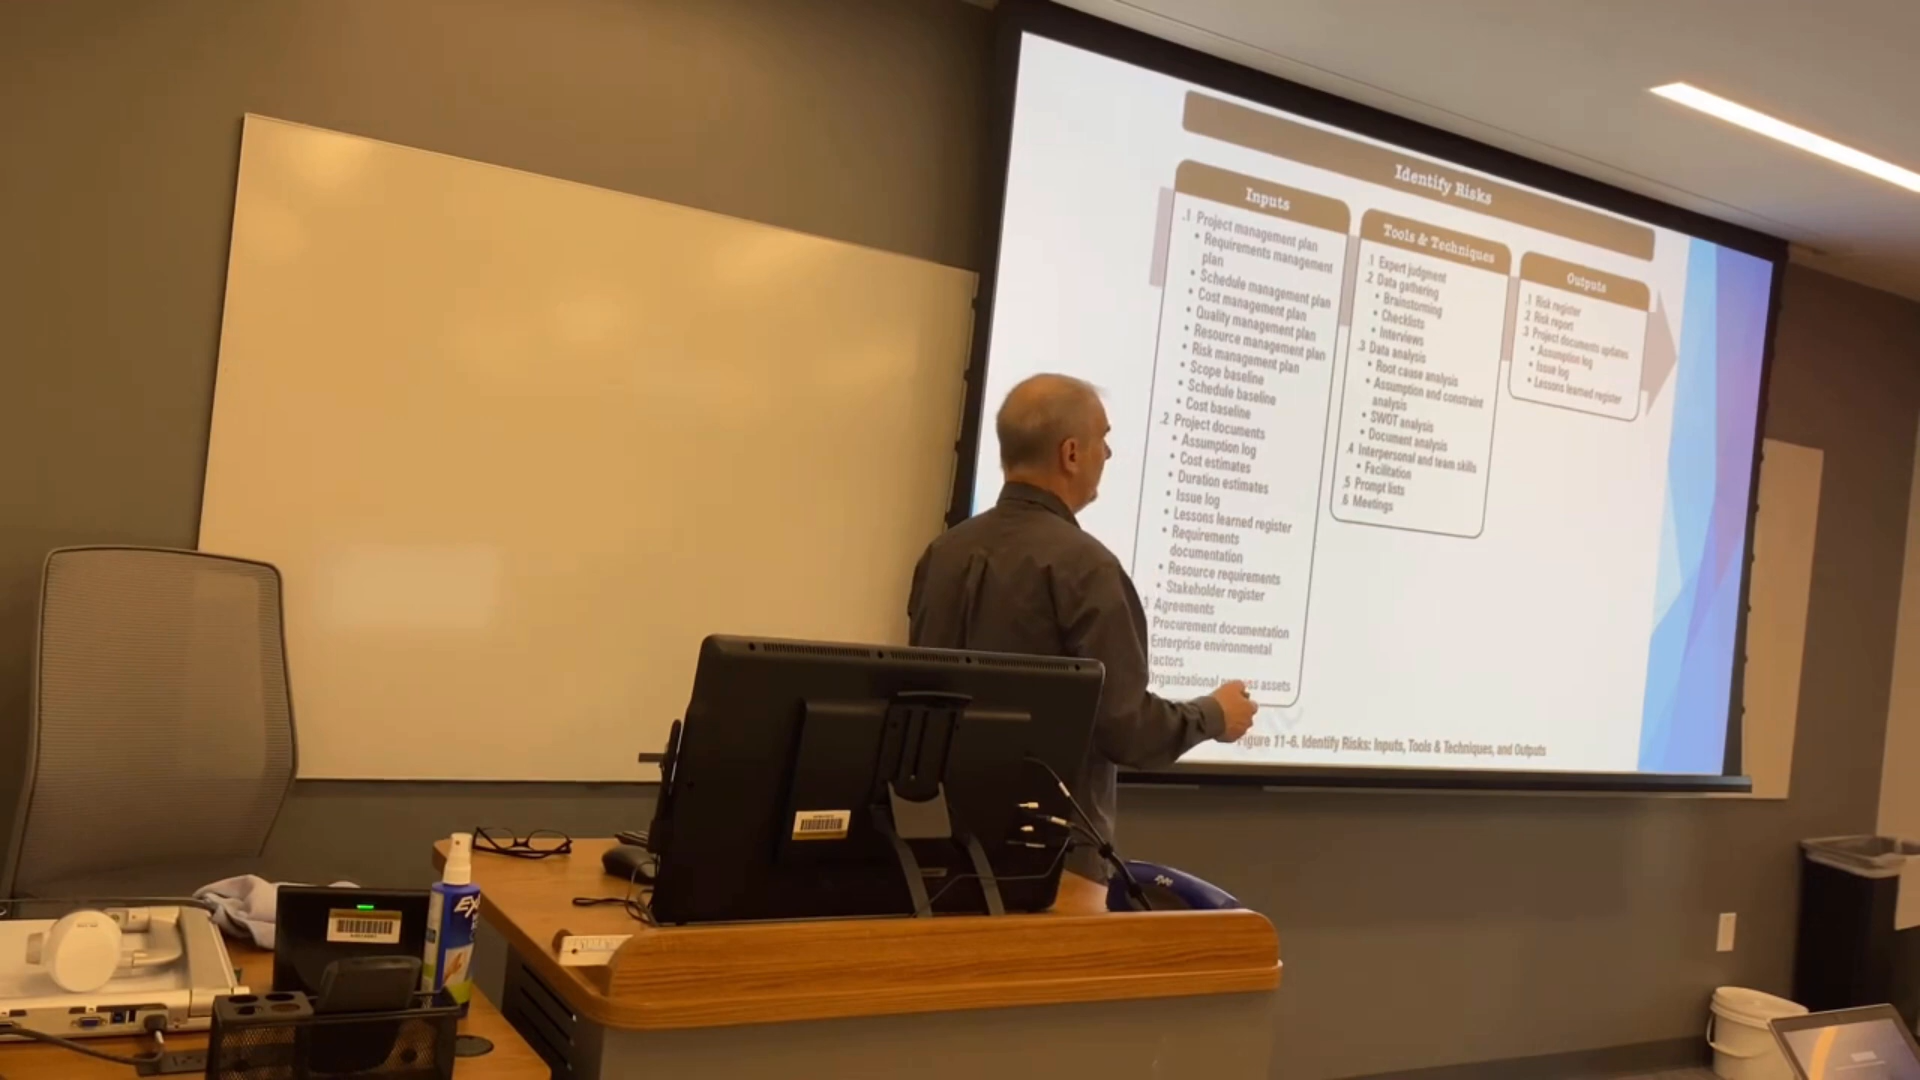 Identify Risks
Inputs
.1 Project management plan
• Requirements management
plan
• Schedule management plan
• Cost management plan
• Quality management plan
• Resource management plan
• Risk management plan
• Scope baseline
• Schedule baseline
• Cost baseline
.2 Project documents
• Assumption log
• Cost estimates
• Duration estimates
• Issue log
• Lessons learned register
• Requirements
documentation
• Resource requirements
• Stakeholder register
Agreements
Procurement documentation
Enterprise environmental
factors
Organizational assets
Tools & Techniques
.1 Expert judgment
.2 Data gathering
• Brainstorming
• Checklists
• Interviews
.3 Data analysis
• Root cause analysis
• Assumption and constraint
analysis
• SWOT analysis
• Document analysis
.4 Interpersonal and team skills
• Facilitation
.5 Prompt lists
.6 Meetings
Outputs
.1 Risk register
.2 Risk report
.3 Project documents updates
• Assumption log
• Issue log
• Lessons learned register
Figure 11-6. Identify Risks: Inputs, Tools & Techniques, and Outputs